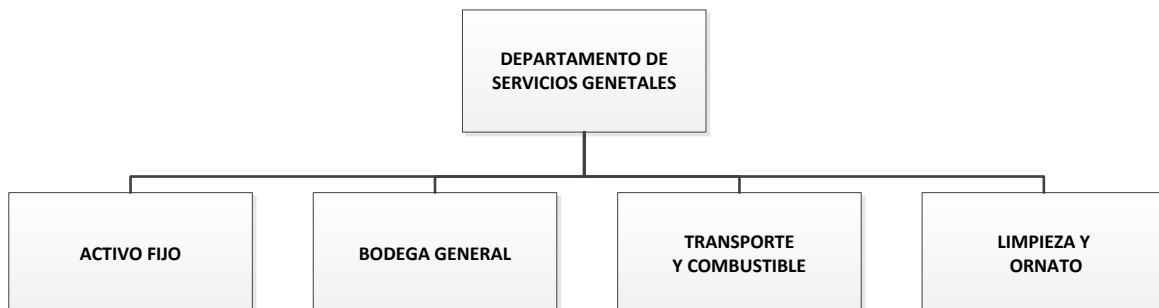 DEPARTAMENTO DE
SERVICIOS GENETALES
ACTIVO FIJO
BODEGA GENERAL
TRANSPORTE
Y COMBUSTIBLE
LIMPIEZA Y
ORNATO